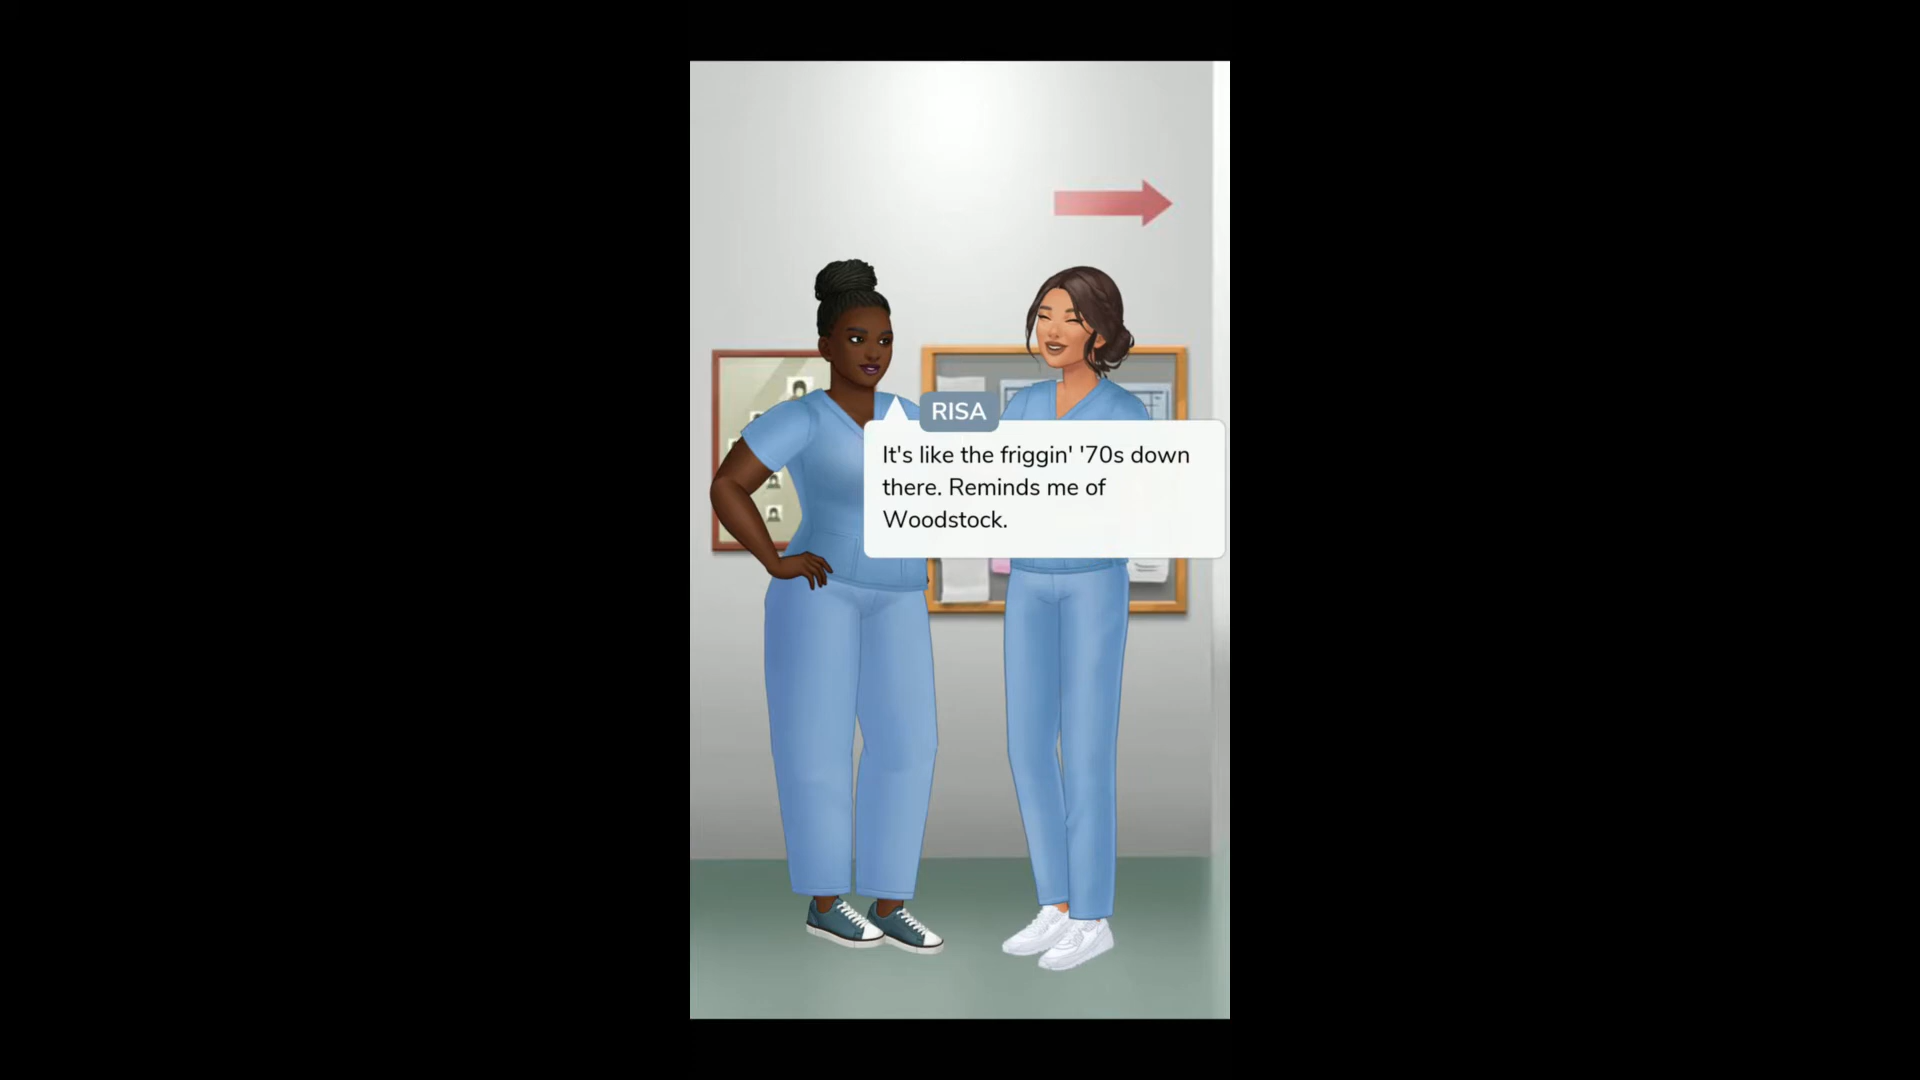 RISA
It's like the friggin' '70s down
there. Reminds me of
Woodstock.